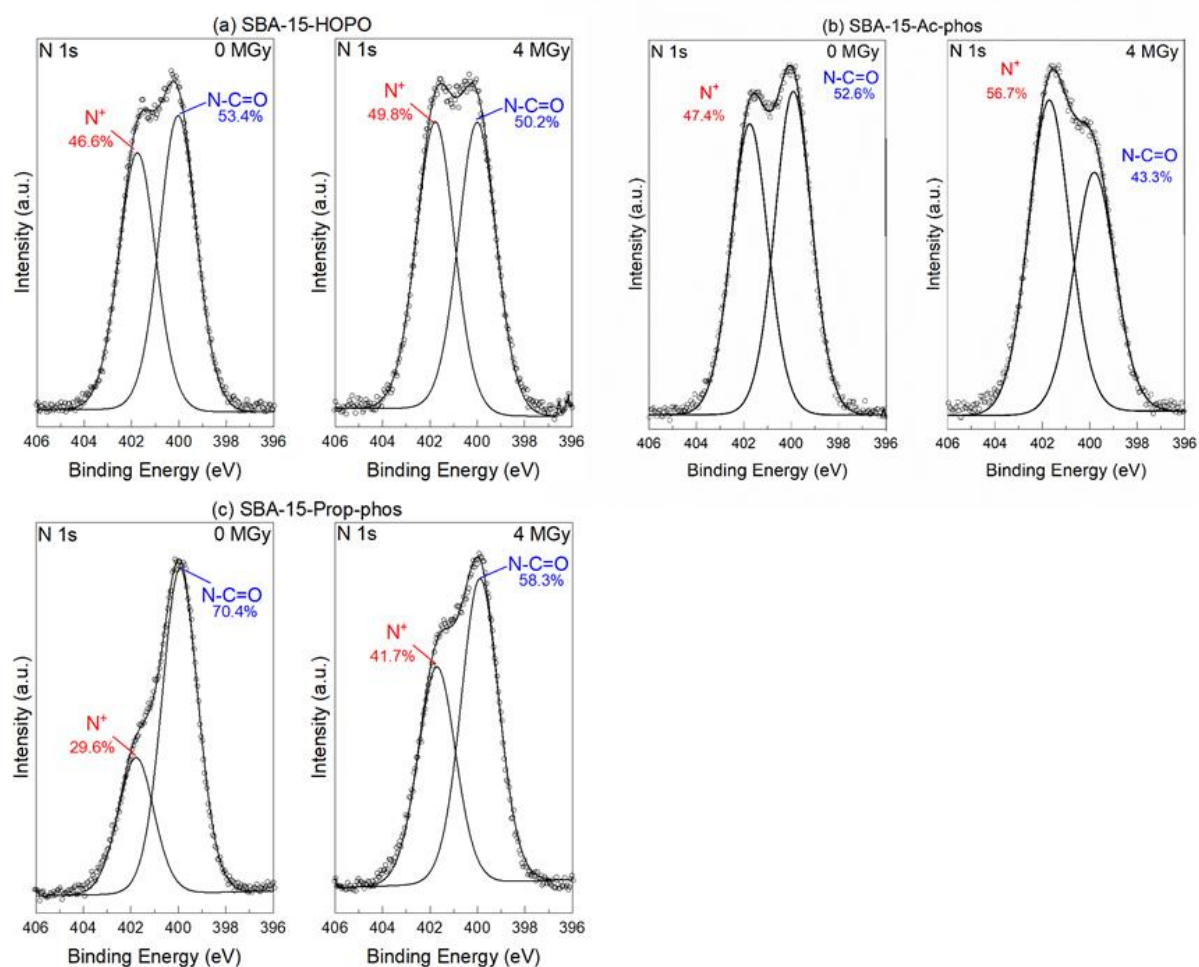 (a) SBA-15-HOPO
N 1s 0 MGy
N⁺
46.6%
N-C=O
53.4%
Intensity (a.u.)
406 404 402 400 398 396
Binding Energy (eV)
N 1s 4 MGy
N⁺
49.8%
N-C=O
50.2%
Intensity (a.u.)
406 404 402 400 398 396
Binding Energy (eV)
(b) SBA-15-Ac-phos
N 1s 0 MGy
N⁺
47.4%
N-C=O
52.6%
Intensity (a.u.)
406 404 402 400 398 396
Binding Energy (eV)
N 1s 4 MGy
N⁺
56.7%
N-C=O
43.3%
Intensity (a.u.)
406 404 402 400 398 396
Binding Energy (eV)
(c) SBA-15-Prop-phos
N 1s 0 MGy
N-C=O
70.4%
N⁺
29.6%
Intensity (a.u.)
406 404 402 400 398 396
Binding Energy (eV)
N 1s 4 MGy
N-C=O
58.3%
N⁺
41.7%
Intensity (a.u.)
406 404 402 400 398 396
Binding Energy (eV)